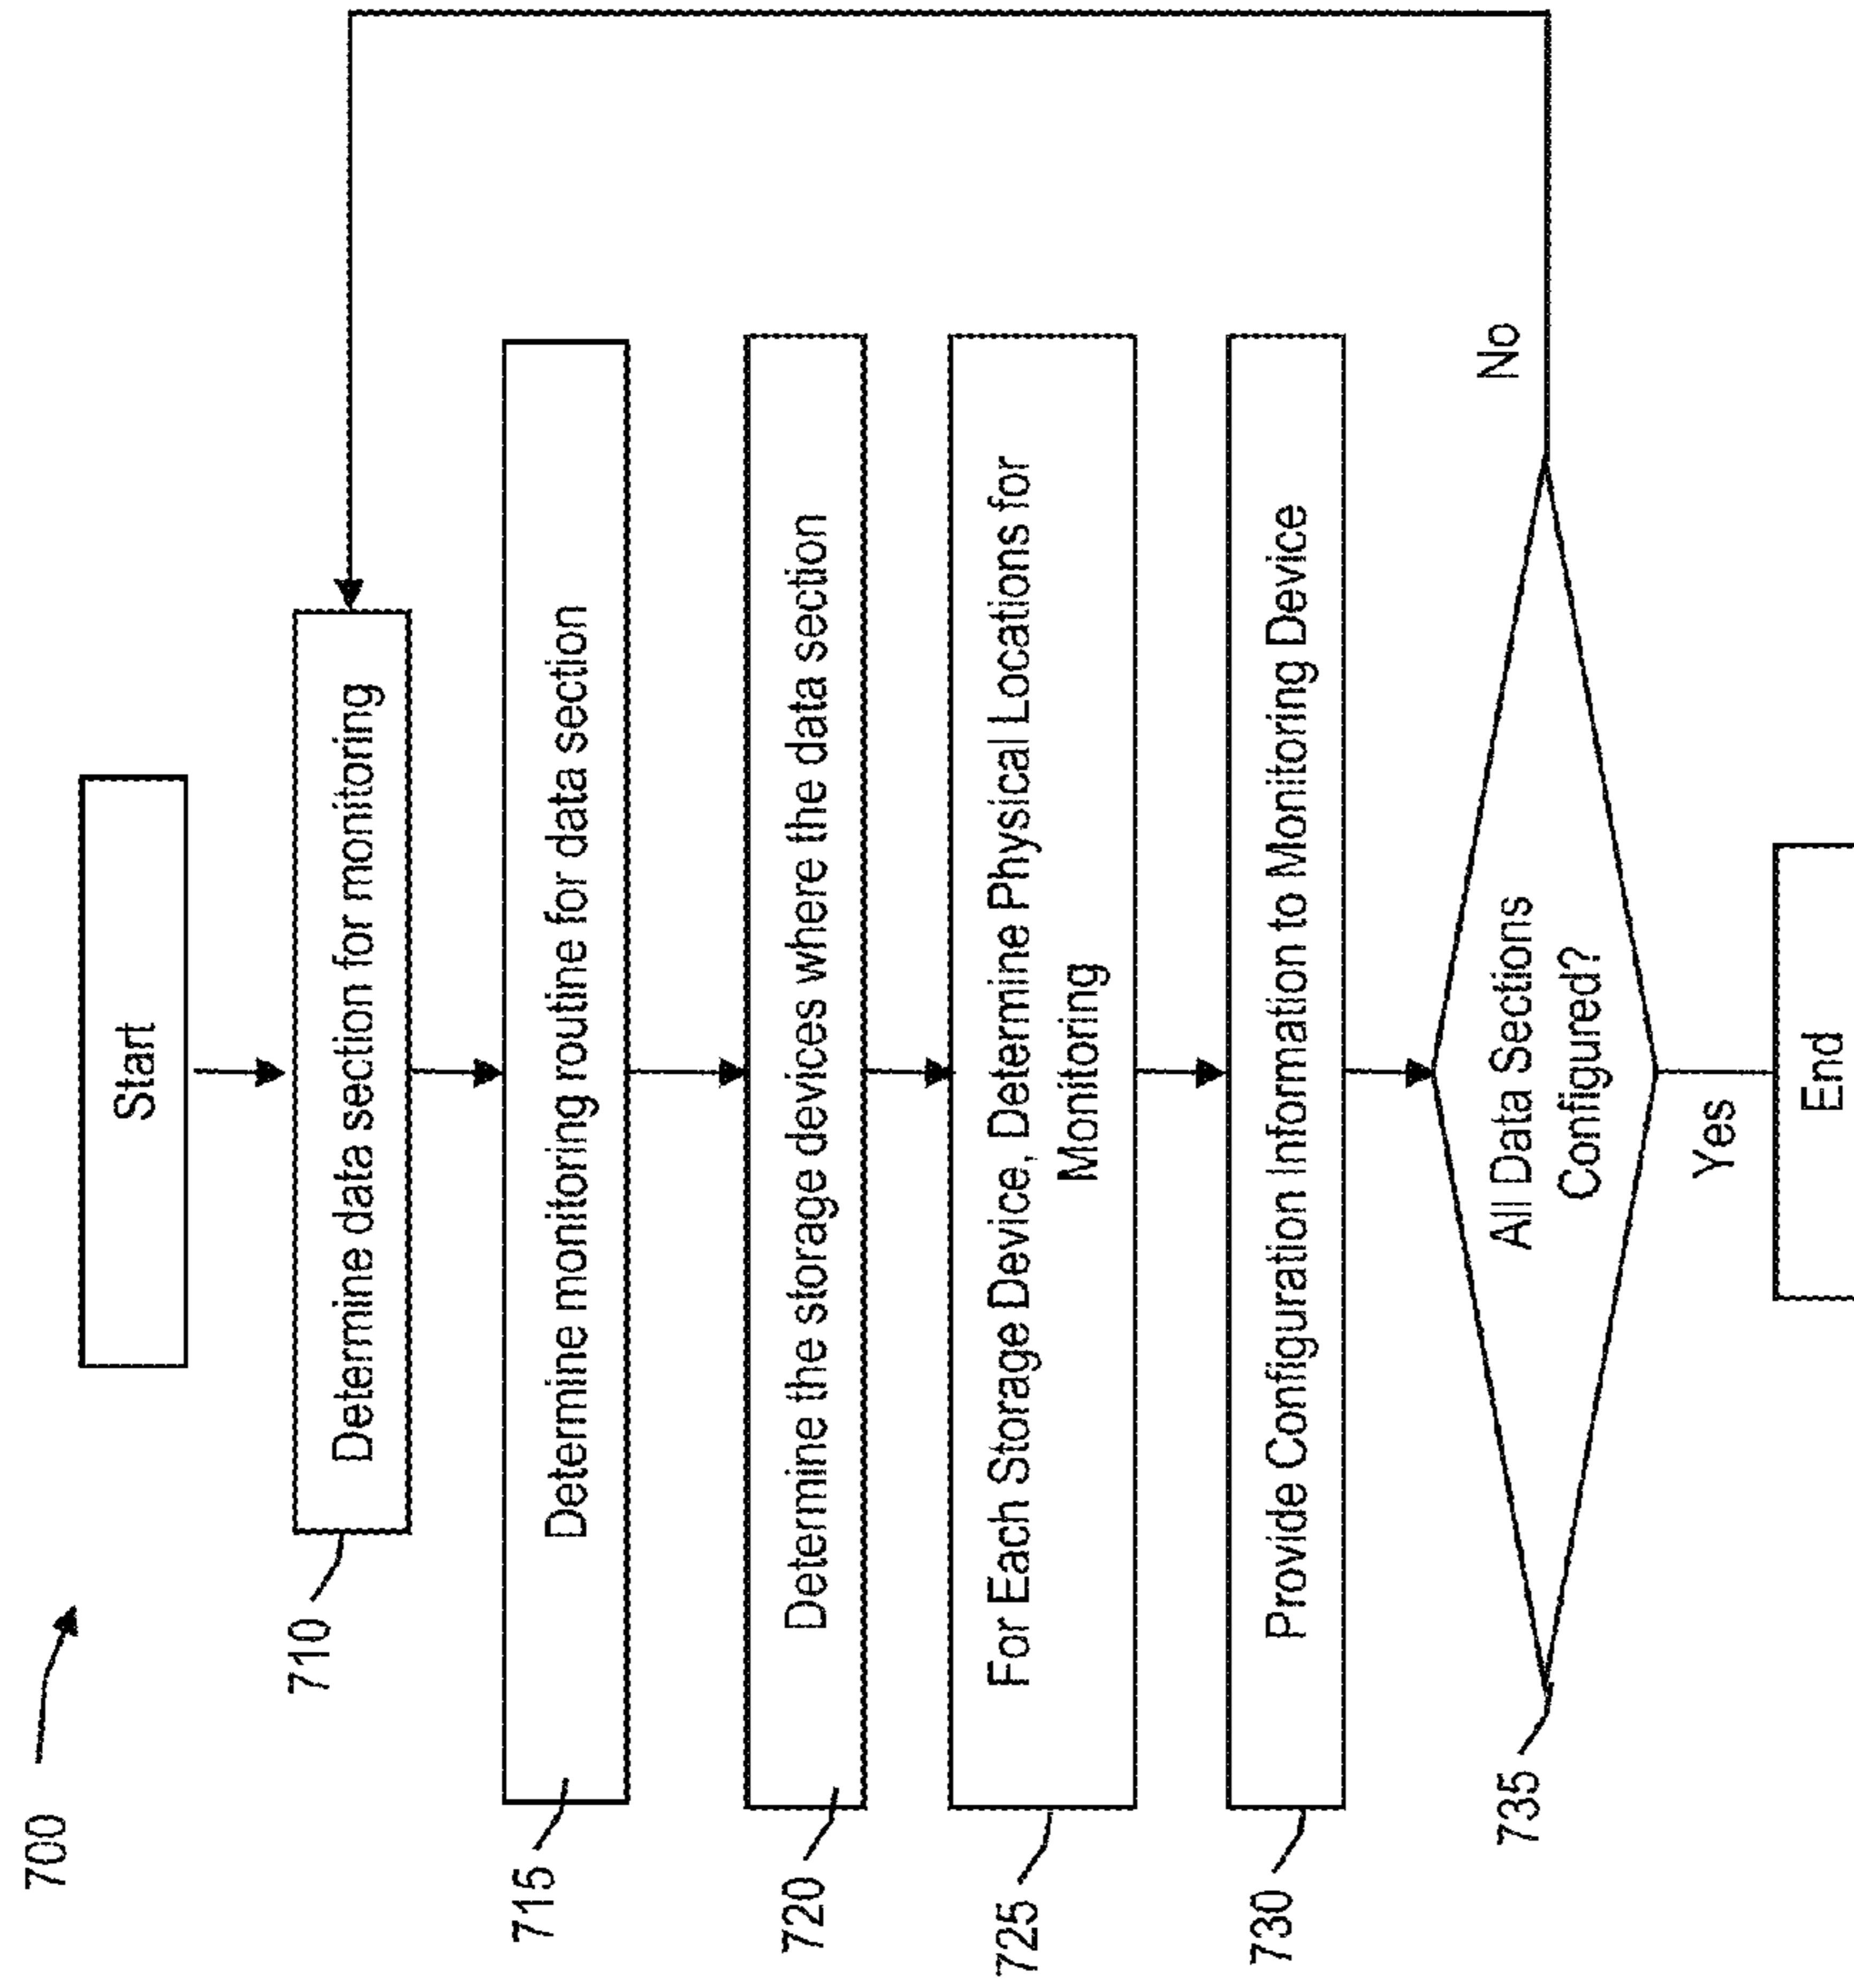 700
Start
710
Determine data section for monitoring
715
Determine monitoring routine for data section
720
Determine the storage devices where the data section
725
For Each Storage Device, Determine Physical Locations for
Monitoring
730
Provide Configuration Information to Monitoring Device
735
All Data Sections
Configured?
No
Yes
End